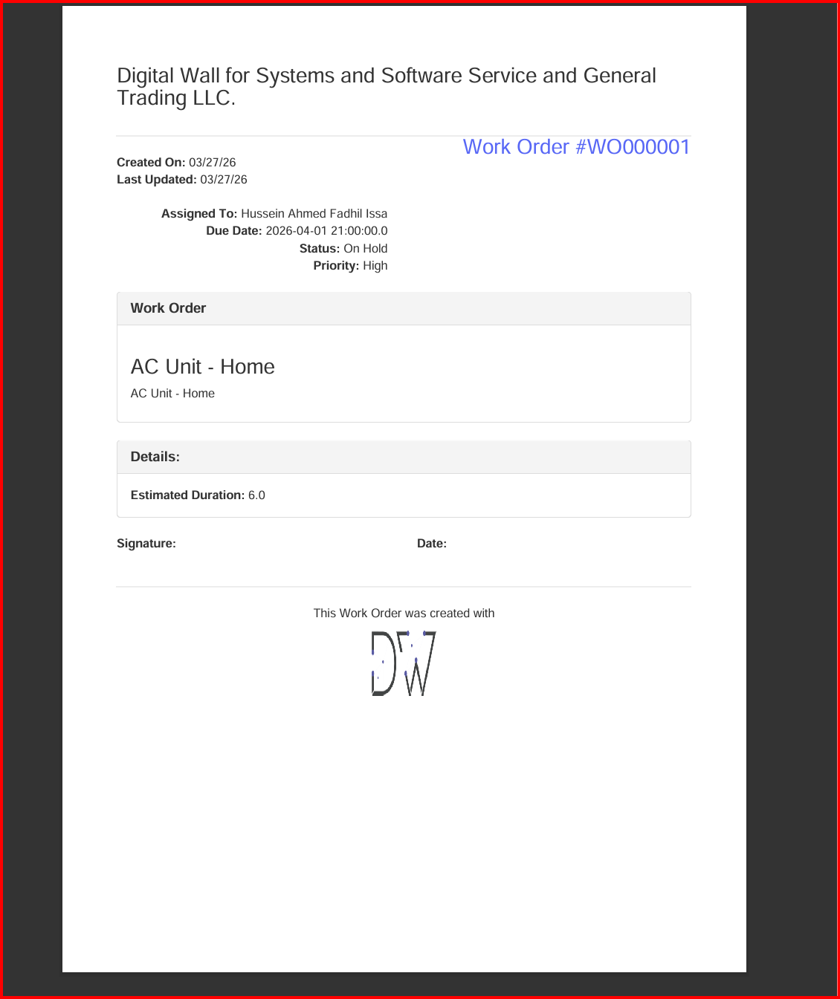 Digital Wall for Systems and Software Service and General
Trading LLC.
Work Order #WO000001
Created On: 03/27/26
Last Updated: 03/27/26
Assigned To: Hussein Ahmed Fadhil Issa
Due Date: 2026-04-01 21:00:00.0
Status: On Hold
Priority: High
Work Order
AC Unit - Home
AC Unit - Home
Details:
Estimated Duration: 6.0
Signature: Date:
This Work Order was created with
DW